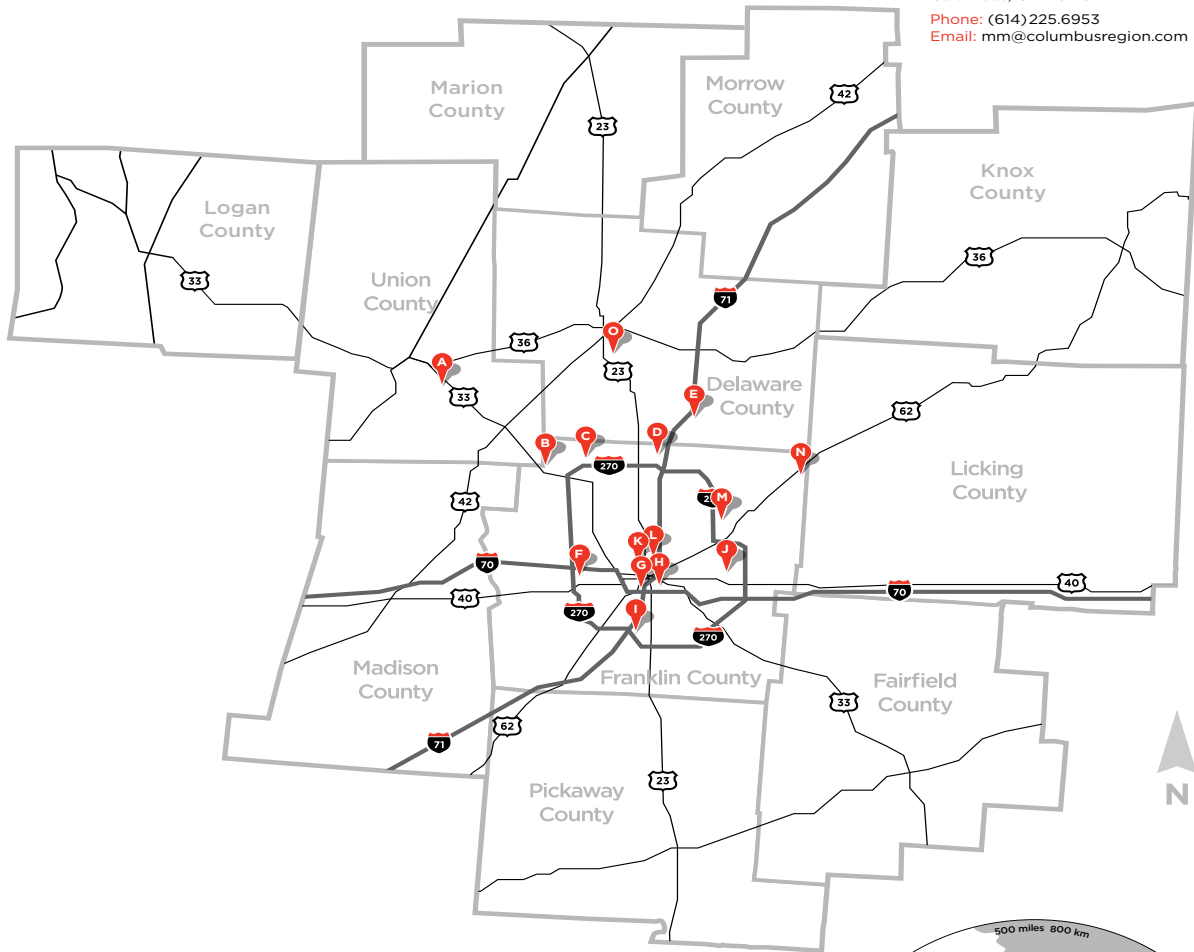 Phone: (614) 225.6953
Email: mm@columbusregion.com
Marion
County
Morrow
County
42
23
Knox
County
Logan
County
33
Union
County
36
71
O
A
36
23
33
E
Delaware
County
62
B
C
D
N
270
Licking
County
42
M
K
L
J
F
G
H
70
40
70
40
270
I
270
Madison
County
Franklin County
Fairfield
County
33
62
71
23
Pickaway
County
N
500 miles 800 km